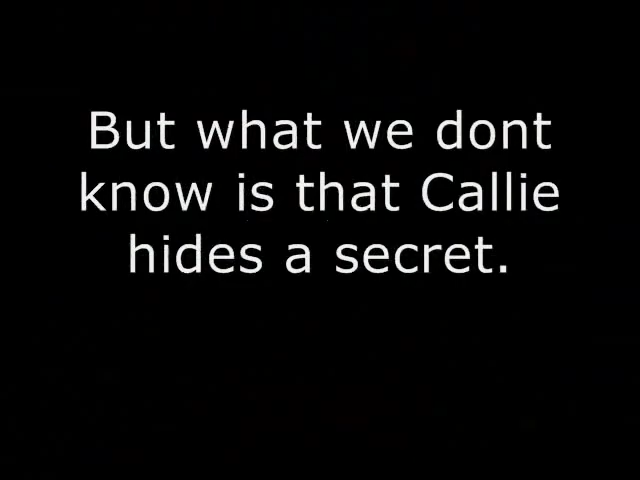 But what we dont
know is that Callie
hides a secret.